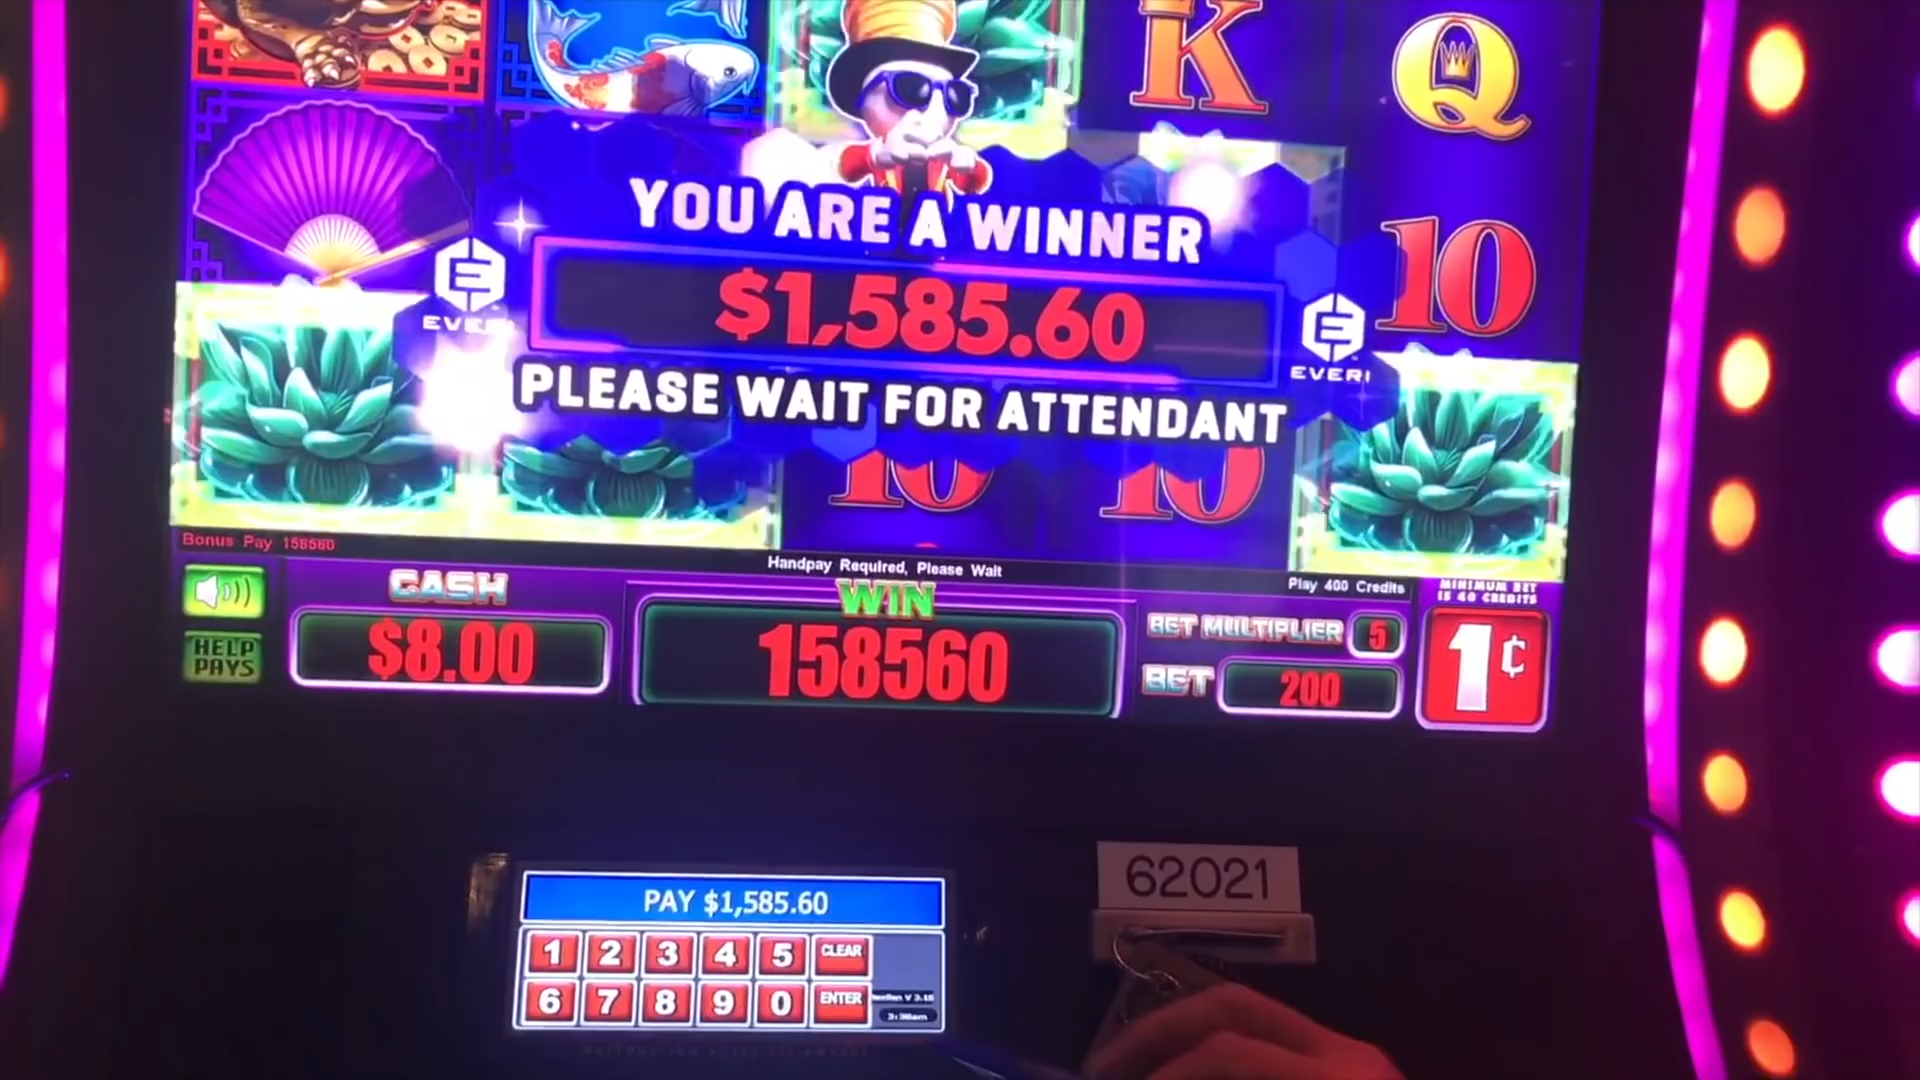 K
Q
YOU ARE A WINNER
$1,585.60
10
EVERI
PLEASE WAIT FOR ATTENDANT
10
10
Bonus Pay 158560
Handpay Required, Please Wait
Play 400 Credits
MINIMUM BET
IS 40 CREDITS
CASH
WIN
BET MULTIPLIER 5
HELP
PAYS
$8.00
158560
BET 200
1¢
62021
PAY $1,585.60
1 2 3 4 5 CLEAR
6 7 8 9 0 ENTER